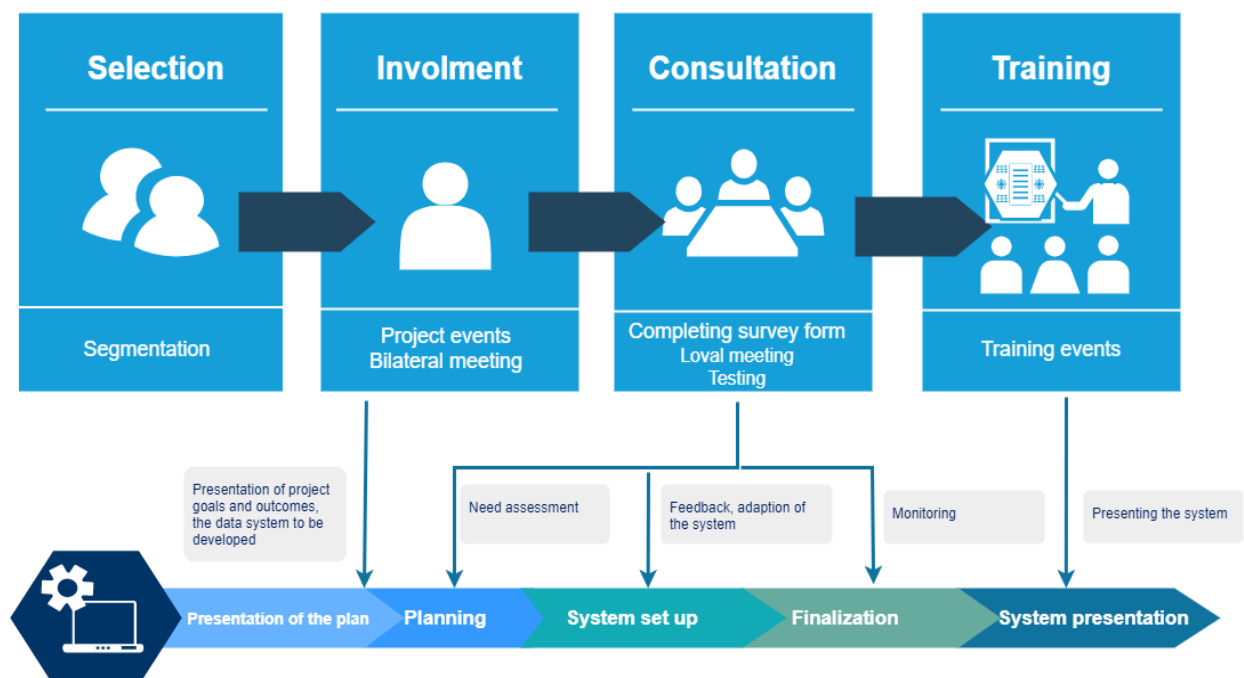 Selection
Involment
Consultation
Training
Segmentation
Project events
Bilateral meeting
Completing survey form
Loval meeting
Testing
Training events
Presentation of project
goals and outcomes,
the data system to be
developed
Need assessment
Feedback, adaption of
the system
Monitoring
Presenting the system
Presentation of the plan
Planning
System set up
Finalization
System presentation